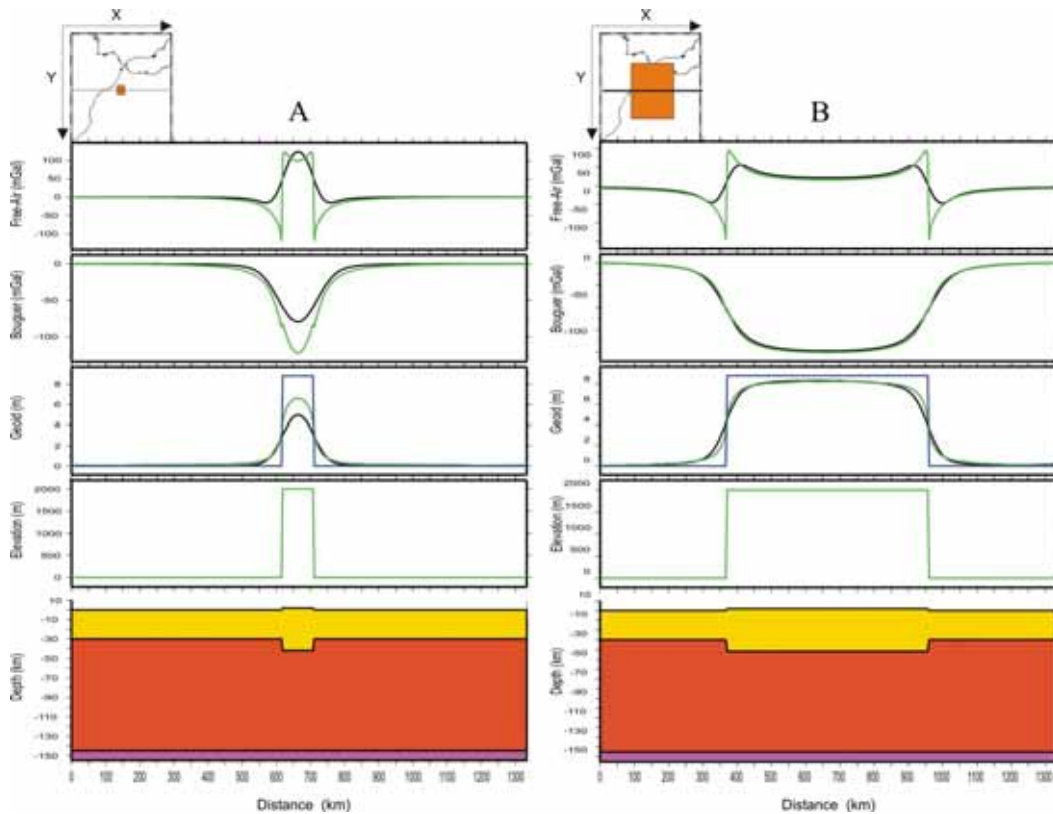 X
X
Y
Y
A
B
Free-Air (mGal)
100
50
0
-50
-100
Free-Air (mGal)
100
50
0
-50
-100
Bouguer (mGal)
0
-50
-100
Bouguer (mGal)
0
-50
-100
Geoid (m)
8
6
4
2
0
Geoid (m)
8
6
4
2
0
Elevation (m)
2000
1500
1000
500
0
Elevation (m)
2000
1500
1000
500
0
Depth (km)
10
-10
-30
-50
-70
-90
-110
-130
-150
Depth (km)
10
-10
-30
-50
-70
-90
-110
-130
-150
0 100 200 300 400 500 600 700 800 900 1000 1100 1200 1300
0 100 200 300 400 500 600 700 800 900 1000 1100 1200 1300
Distance (km)
Distance (km)